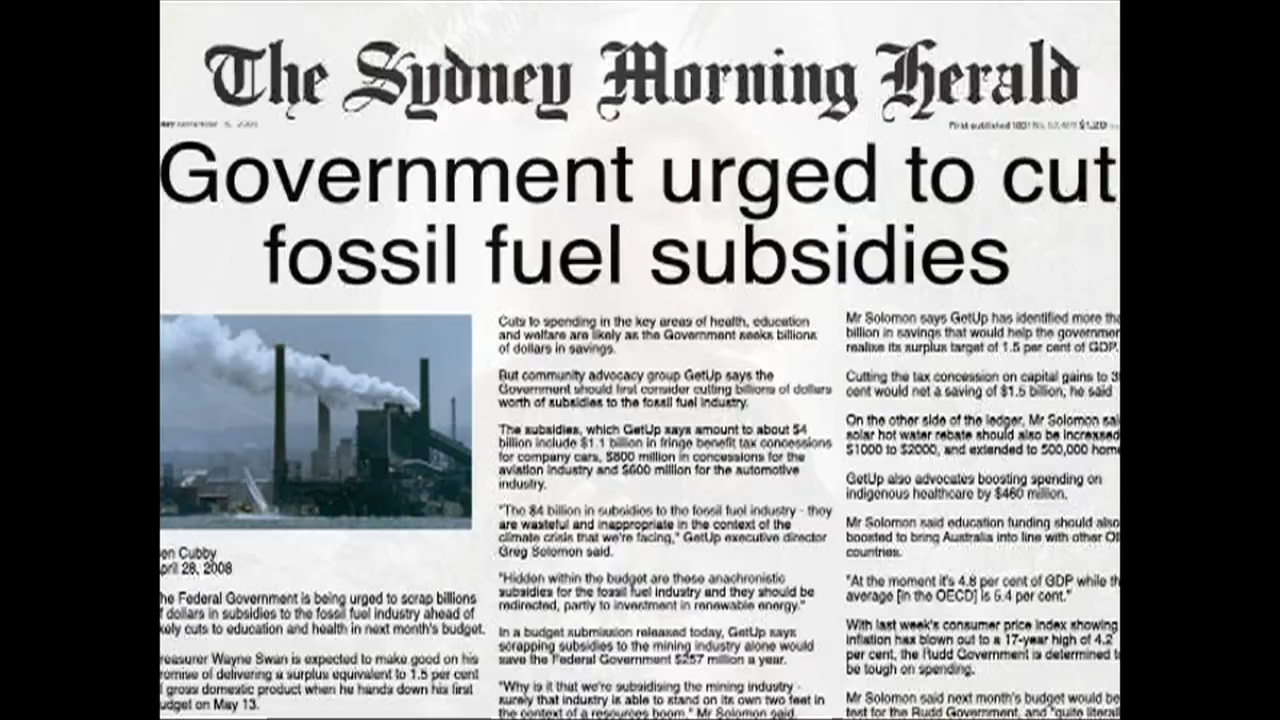 The Sydney Morning Herald
First published 1831 $1.20
Government urged to cut
fossil fuel subsidies
en Cubby
pril 28, 2008
he Federal Government is being urged to scrap billions
f dollars in subsidies to the fossil fuel industry ahead of
kely cuts to education and health in next month's budget.
reasurer Wayne Swan is expected to make good on his
romise of delivering a surplus equivalent to 1.5 per cent
f gross domestic product when he hands down his first
udget on May 13.
Cuts to spending in the key areas of health, education
and welfare are likely as the Government seeks billions
of dollars in savings.
But community advocacy group GetUp says the
Government should first consider cutting billions of dollars
worth of subsidies to the fossil fuel industry.
The subsidies, which GetUp says amount to about $4
billion include $1.1 billion in fringe benefit tax concessions
for company cars, $800 million in concessions for the
aviation industry and $600 million for the automotive
industry.
"The $4 billion in subsidies to the fossil fuel industry - they
are wasteful and inappropriate in the context of the
climate crisis that we're facing," GetUp executive director
Greg Solomon said.
"Hidden within the budget are these anachronistic
subsidies for the fossil fuel industry and they should be
redirected, partly to investment in renewable energy."
In a budget submission released today, GetUp says
scrapping subsidies to the mining industry alone would
save the Federal Government $257 million a year.
"Why is it that we're subsidising the mining industry -
surely that industry is able to stand on its own two feet in
the context of a resources boom," Mr Solomon said.
Mr Solomon says GetUp has identified more tha
billion in savings that would help the governmen
realise its surplus target of 1.5 per cent of GDP.
Cutting the tax concession on capital gains to 3
cent would net a saving of $1.5 billion, he said
On the other side of the ledger, Mr Solomon sai
solar hot water rebate should also be increased
$1000 to $2000, and extended to 500,000 home
GetUp also advocates boosting spending on
indigenous healthcare by $460 million.
Mr Solomon said education funding should also
boosted to bring Australia into line with other OE
countries.
"At the moment it's 4.8 per cent of GDP while th
average [in the OECD] is 5.4 per cent."
With last week's consumer price index showing
inflation has blown out to a 17-year high of 4.2
per cent, the Rudd Government is determined t
be tough on spending.
Mr Solomon said next month's budget would be
test for the Rudd Government, and "quite literal